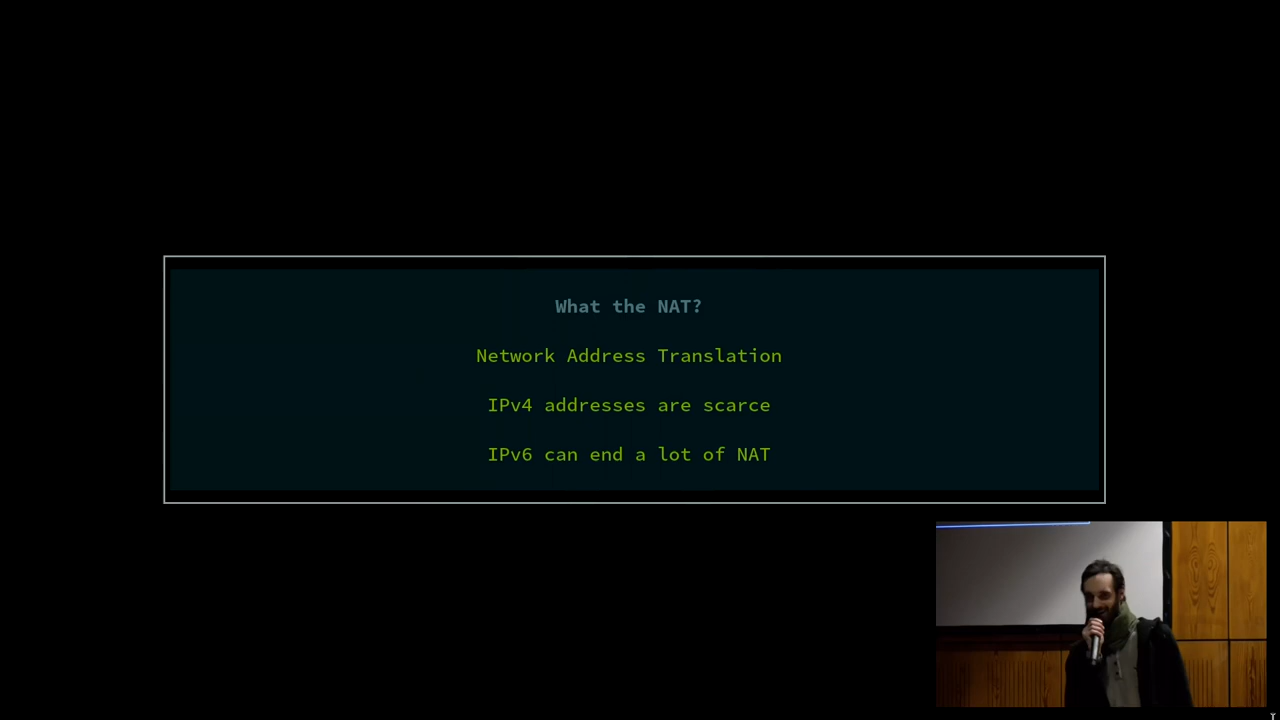 What the NAT?
Network Address Translation
IPv4 addresses are scarce
IPv6 can end a lot of NAT